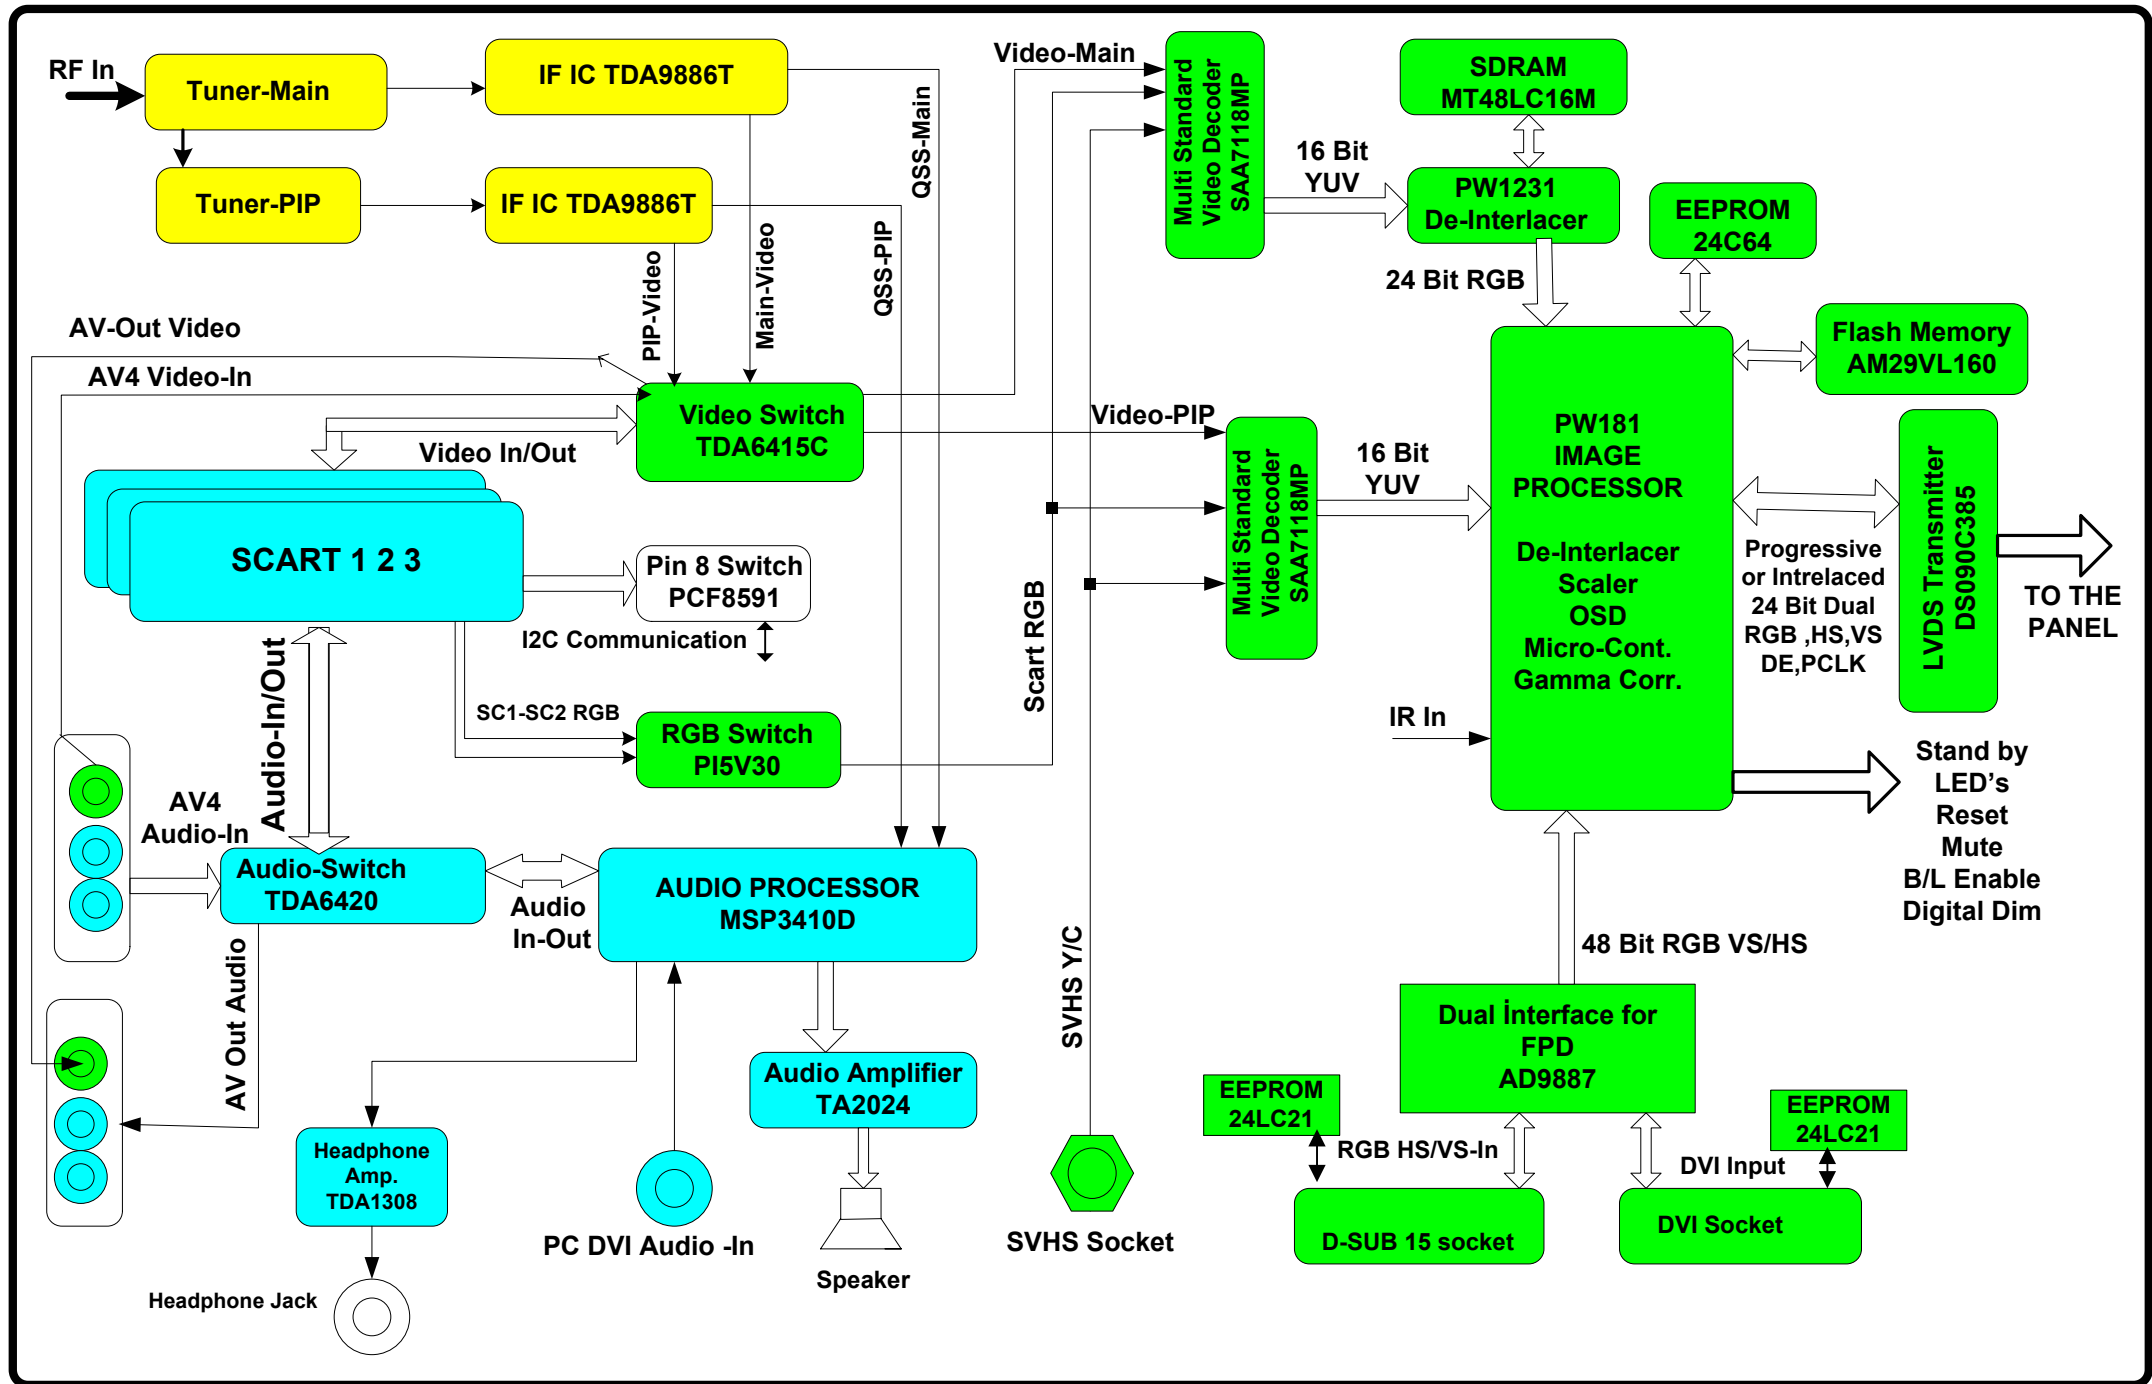 RF In
Tuner-Main
IF IC TDA9886T
Tuner-PIP
IF IC TDA9886T
QSS-Main
QSS-PIP
PIP-Video
Main-Video
Video-Main
Multi Standard
Video Decoder
SAA7118MP
16 Bit
YUV
SDRAM
MT48LC16M
PW1231
De-Interlacer
EEPROM
24C64
24 Bit RGB
Flash Memory
AM29VL160
AV-Out Video
AV4 Video-In
Video Switch
TDA6415C
Video In/Out
Video-PIP
Multi Standard
Video Decoder
SAA7118MP
16 Bit
YUV
PW181
IMAGE
PROCESSOR
De-Interlacer
Scaler
OSD
Micro-Cont.
Gamma Corr.
LVDS Transmitter
DS090C385
Progressive
or Intrelaced
24 Bit Dual
RGB ,HS,VS
DE,PCLK
TO THE
PANEL
SCART 1 2 3
Pin 8 Switch
PCF8591
I2C Communication
Audio-In/Out
SC1-SC2 RGB
RGB Switch
PI5V30
Scart RGB
IR In
Stand by
LED's
Reset
Mute
B/L Enable
Digital Dim
AV4
Audio-In
Audio-Switch
TDA6420
Audio
In-Out
AUDIO PROCESSOR
MSP3410D
AV Out Audio
SVHS Y/C
48 Bit RGB VS/HS
Dual İnterface for
FPD
AD9887
Audio Amplifier
TA2024
EEPROM
24LC21
RGB HS/VS-In
DVI Input
EEPROM
24LC21
Headphone
Amp.
TDA1308
PC DVI Audio -In
Speaker
SVHS Socket
D-SUB 15 socket
DVI Socket
Headphone Jack